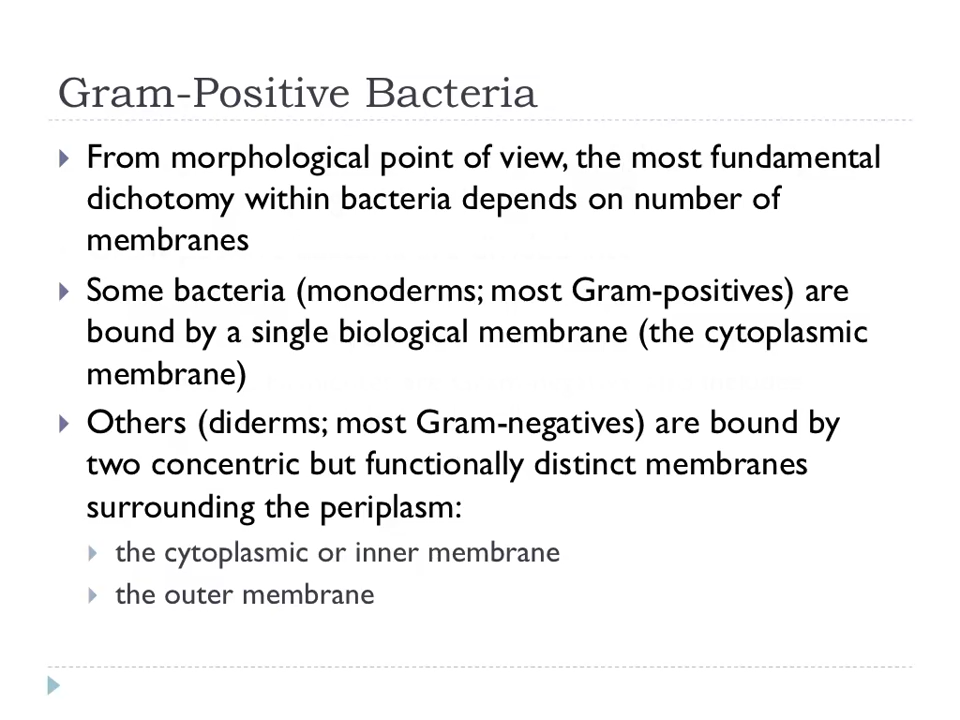 Gram-Positive Bacteria
From morphological point of view, the most fundamental
dichotomy within bacteria depends on number of
membranes
Some bacteria (monoderms; most Gram-positives) are
bound by a single biological membrane (the cytoplasmic
membrane)
Others (diderms; most Gram-negatives) are bound by
two concentric but functionally distinct membranes
surrounding the periplasm:
the cytoplasmic or inner membrane
the outer membrane